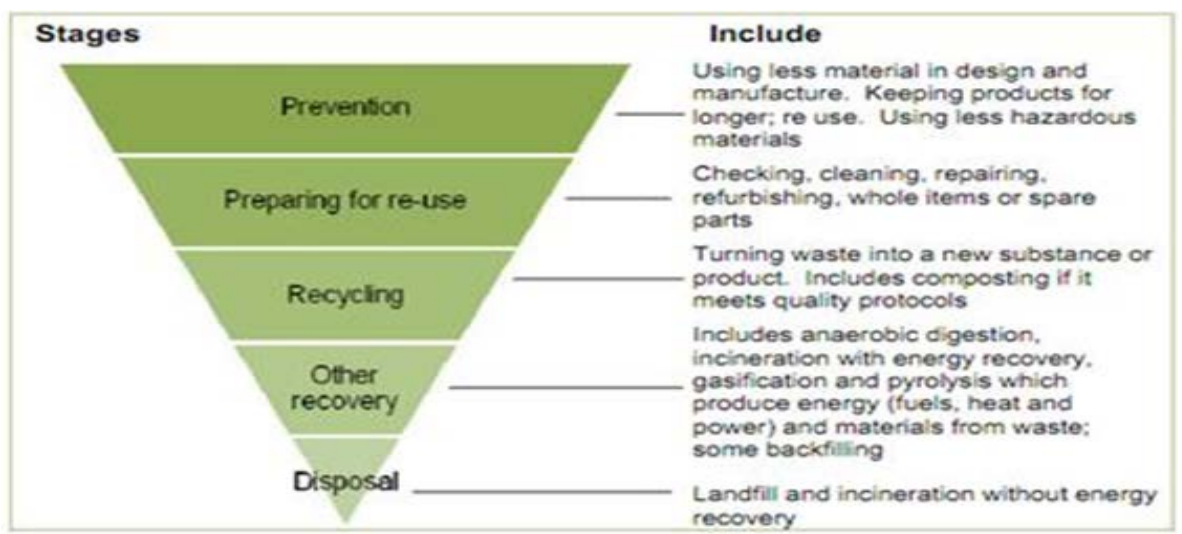 Stages
Include
Prevention
Using less material in design and
manufacture. Keeping products for
longer; re use. Using less hazardous
materials
Preparing for re-use
Checking, cleaning, repairing,
refurbishing, whole items or spare
parts
Recycling
Turning waste into a new substance or
product. Includes composting if it
meets quality protocols
Other
recovery
Includes anaerobic digestion,
incineration with energy recovery,
gasification and pyrolysis which
produce energy (fuels, heat and
power) and materials from waste;
some backfilling
Disposal
Landfill and incineration without energy
recovery